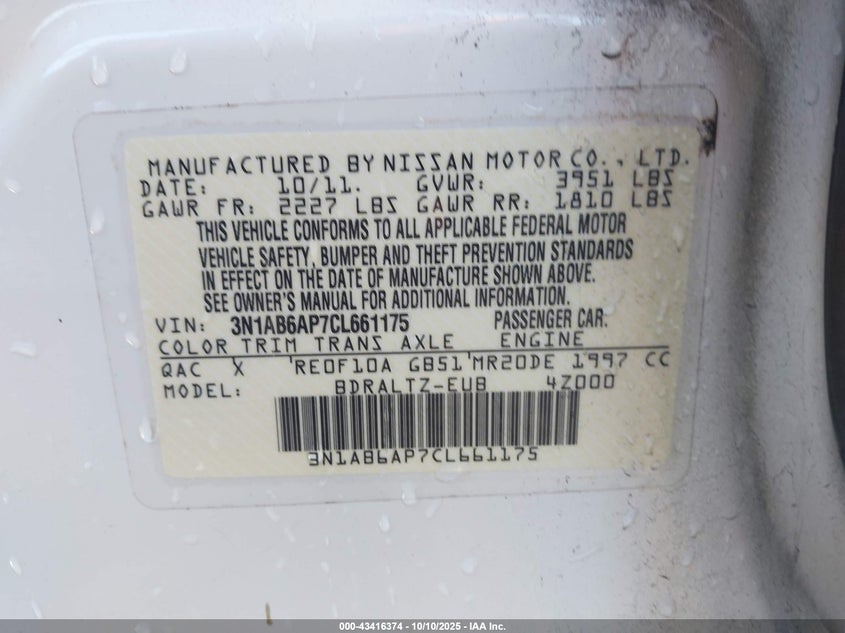 MANUFACTURED BY NISSAN MOTOR CO., LTD.
DATE: 10/11. GVWR: 3951 LBS
GAWR FR: 2227 LBS GAWR RR: 1810 LBS
THIS VEHICLE CONFORMS TO ALL APPLICABLE FEDERAL MOTOR
VEHICLE SAFETY, BUMPER AND THEFT PREVENTION STANDARDS
IN EFFECT ON THE DATE OF MANUFACTURE SHOWN ABOVE.
SEE OWNER'S MANUAL FOR ADDITIONAL INFORMATION.
VIN: 3N1AB6AP7CL661175 PASSENGER CAR.
COLOR TRIM TRANS AXLE ENGINE
QAC X RE0F10A GB51 MR20DE 1997 CC
MODEL: BDRALTZ-EUB 4Z000
3N1AB6AP7CL661175
000-43416374 - 10/10/2025 - IAA Inc.